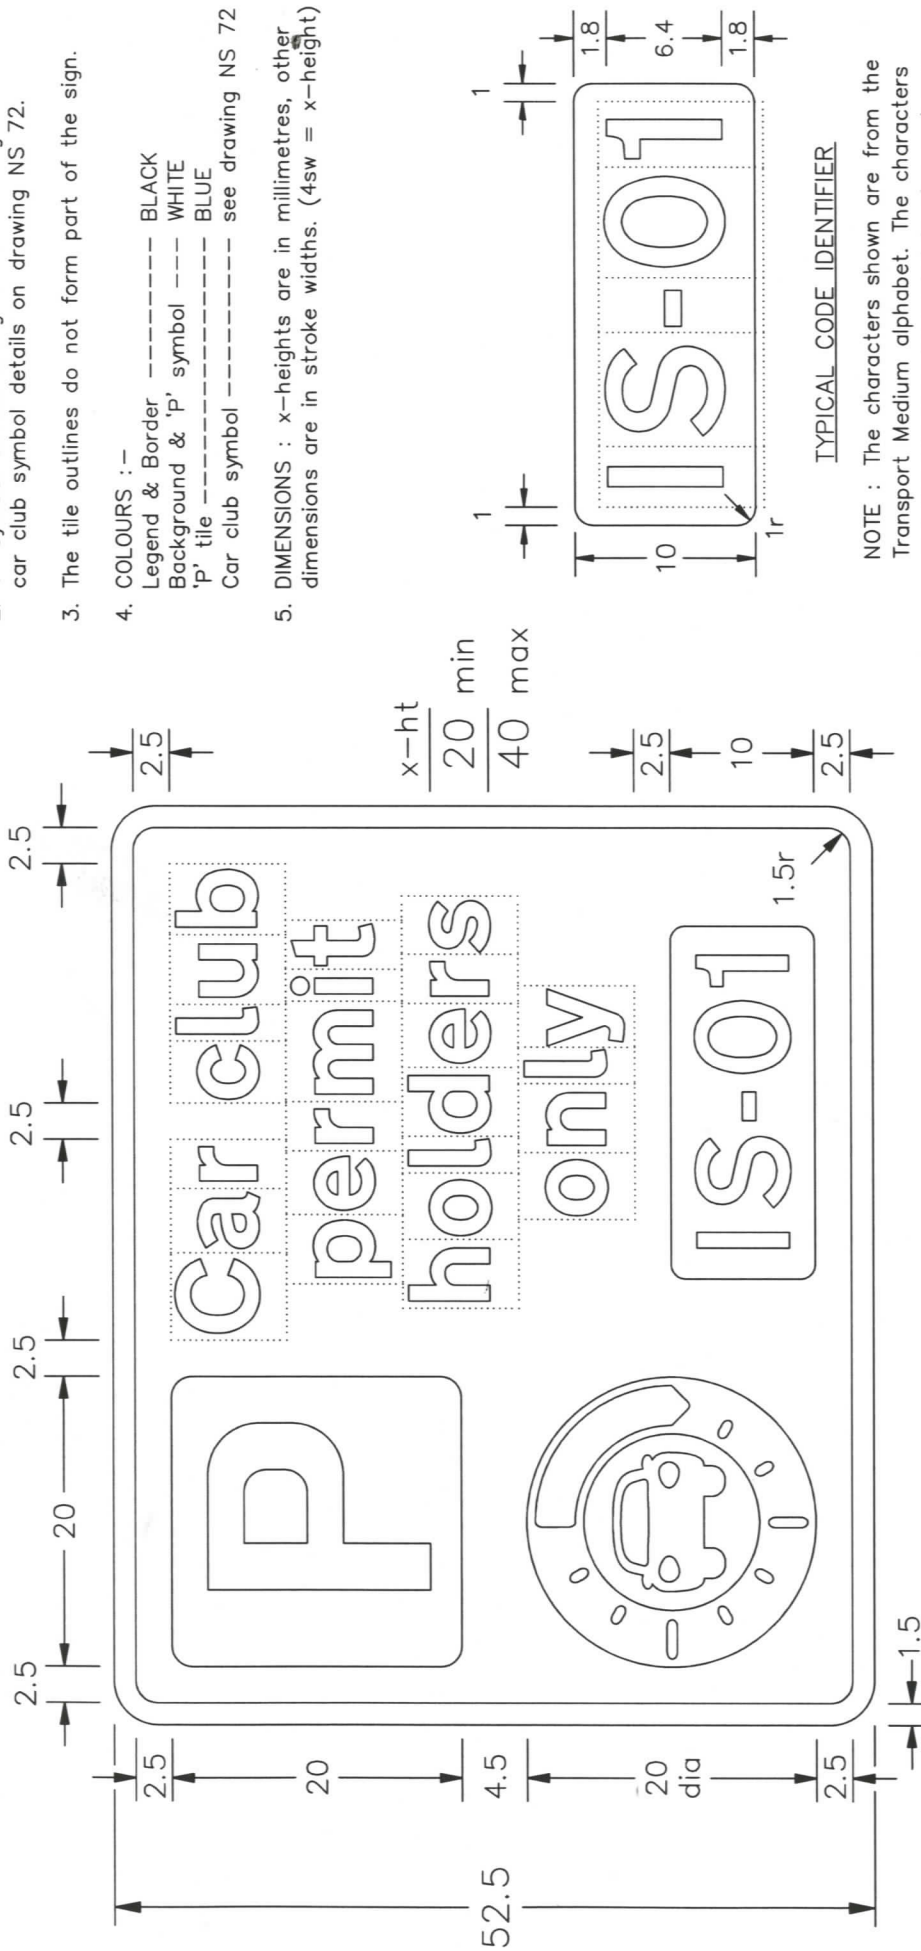 car club symbol details on drawing NS 72.
3. The tile outlines do not form part of the sign.
4. COLOURS :-
Legend & Border ----------- BLACK
Background & 'P' symbol ---- WHITE
'P' tile -------------------- BLUE
Car club symbol ----------- see drawing NS 72
5. DIMENSIONS : x-heights are in millimetres, other
dimensions are in stroke widths. (4sw = x-height)
2.5
20
2.5
2.5
2.5
2.5
P
Car club
permit
holders
only
IS-01
1.5r
x-ht
20 min
40 max
2.5
10
2.5
52.5
2.5
20
4.5
20
dia
2.5
1.5
1
1
IS-01
10
1r
1.8
6.4
1.8
TYPICAL CODE IDENTIFIER
NOTE : The characters shown are from the
Transport Medium alphabet. The characters